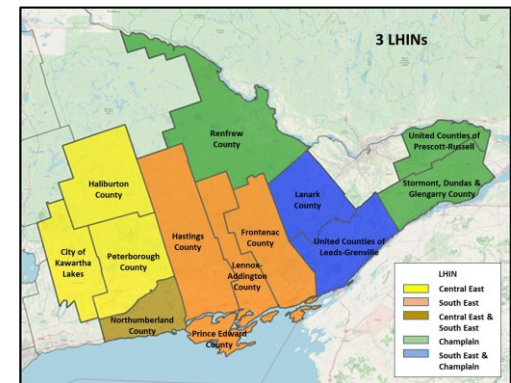 3 LHINs
Renfrew
County
United Counties of
Prescott-Russell
Stormont, Dundas &
Glengarry County
Lanark
County
Haliburton
County
Hastings
County
Frontenac
County
United Counties of
Leeds-Grenville
City of
Kawartha
Lakes
Peterborough
County
Lennox-
Addington
County
Northumberland
County
Prince Edward
County
LHIN
Central East
South East
Central East &
South East
Champlain
South East &
Champlain